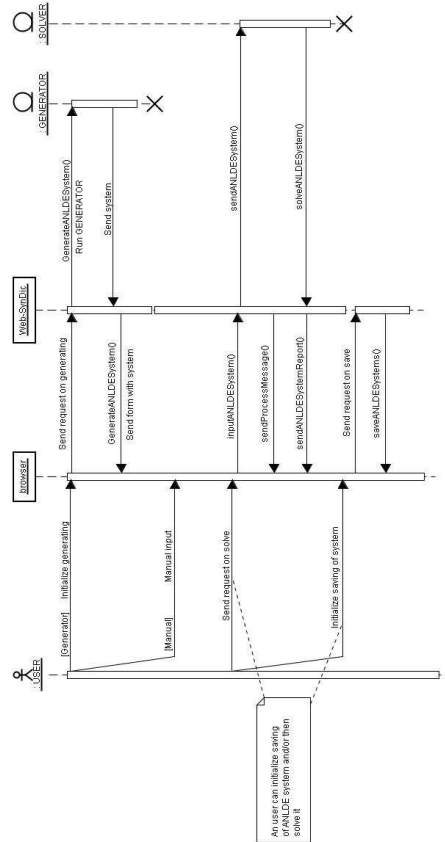 : USER
browser
Web-SynDic
: GENERATOR
: SOLVER
[Generator]
Initialize generating
Send request on generating
GenerateANLDESystem()
Run GENERATOR
Send system
GenerateANLDESystem()
Send form with system
[Manual]
Manual input
Send request on solve
inputANLDESystem()
sendANLDESystem()
sendProcessMessage()
solveANLDESystem()
sendANLDESystemReport()
Initialize saving of system
Send request on save
saveANLDESystems()
An user can initialize saving
of ANLDE system and/or then
solve it